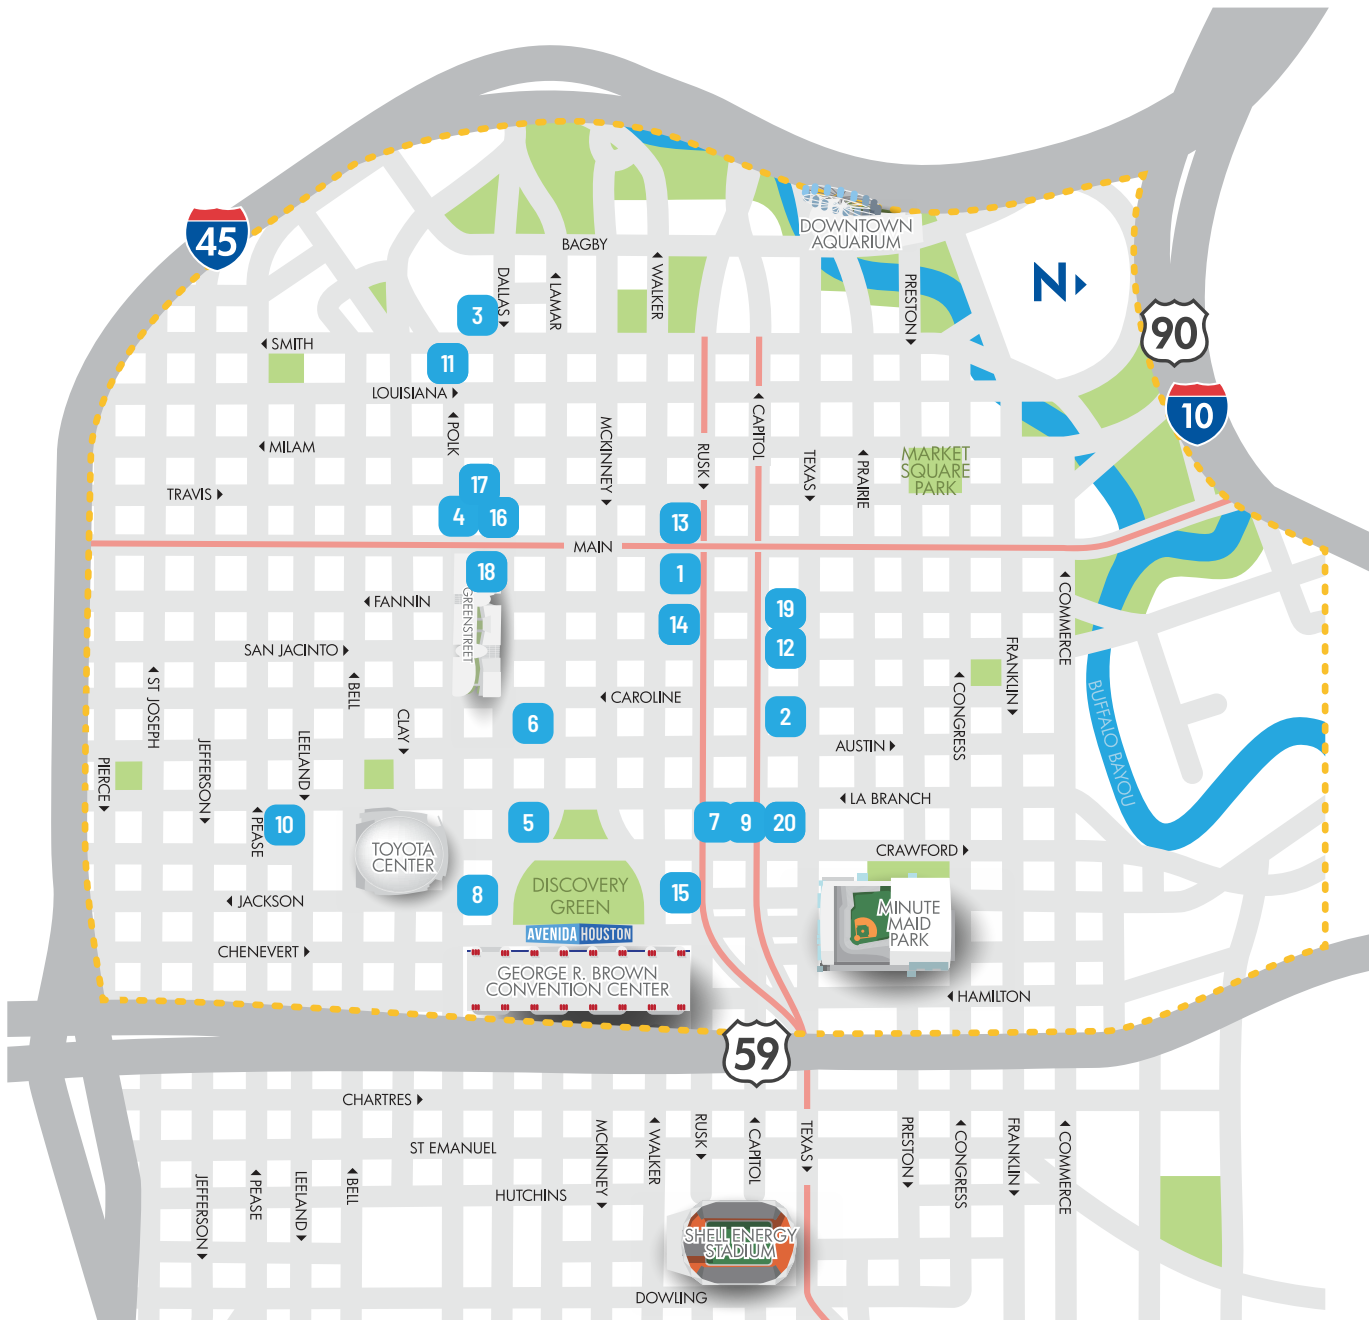 DOWNTOWN
AQUARIUM
45
BAGBY
DALLAS
LAMAR
WALKER
PRESTON
N
90
3
SMITH
11
LOUISIANA
10
POLK
MCKINNEY
RUSK
CAPITOL
TEXAS
PRAIRIE
MILAM
MARKET
SQUARE
PARK
TRAVIS
17
4
16
13
MAIN
18
1
GREENSTREET
FANNIN
14
19
12
COMMERCE
SAN JACINTO
FRANKLIN
CONGRESS
ST JOSEPH
BELL
CAROLINE
BUFFALO BAYOU
6
2
CLAY
JEFFERSON
LEELAND
PIERCE
AUSTIN
LA BRANCH
PEASE
10
5
7
9
20
TOYOTA
CENTER
CRAWFORD
8
DISCOVERY
GREEN
15
JACKSON
MINUTE
MAID
PARK
AVENIDA HOUSTON
CHENEVERT
GEORGE R. BROWN
CONVENTION CENTER
HAMILTON
59
CHARTRES
ST EMANUEL
MCKINNEY
WALKER
RUSK
CAPITOL
TEXAS
PRESTON
CONGRESS
FRANKLIN
COMMERCE
JEFFERSON
PEASE
LEELAND
BELL
HUTCHINS
SHELL ENERGY
STADIUM
DOWLING